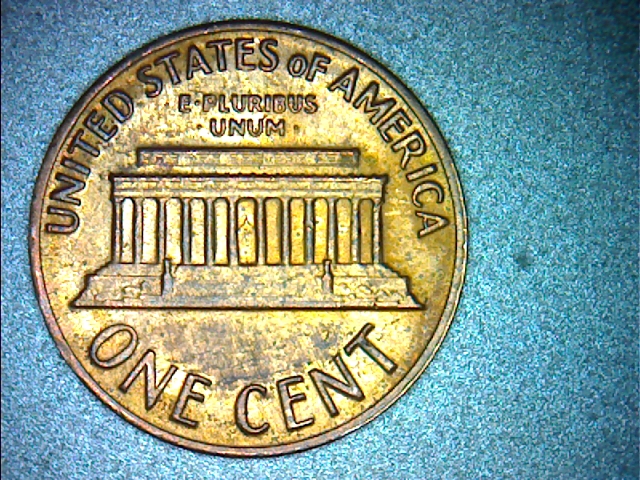 UNITED STATES OF AMERICA
E·PLURIBUS
UNUM
ONE CENT